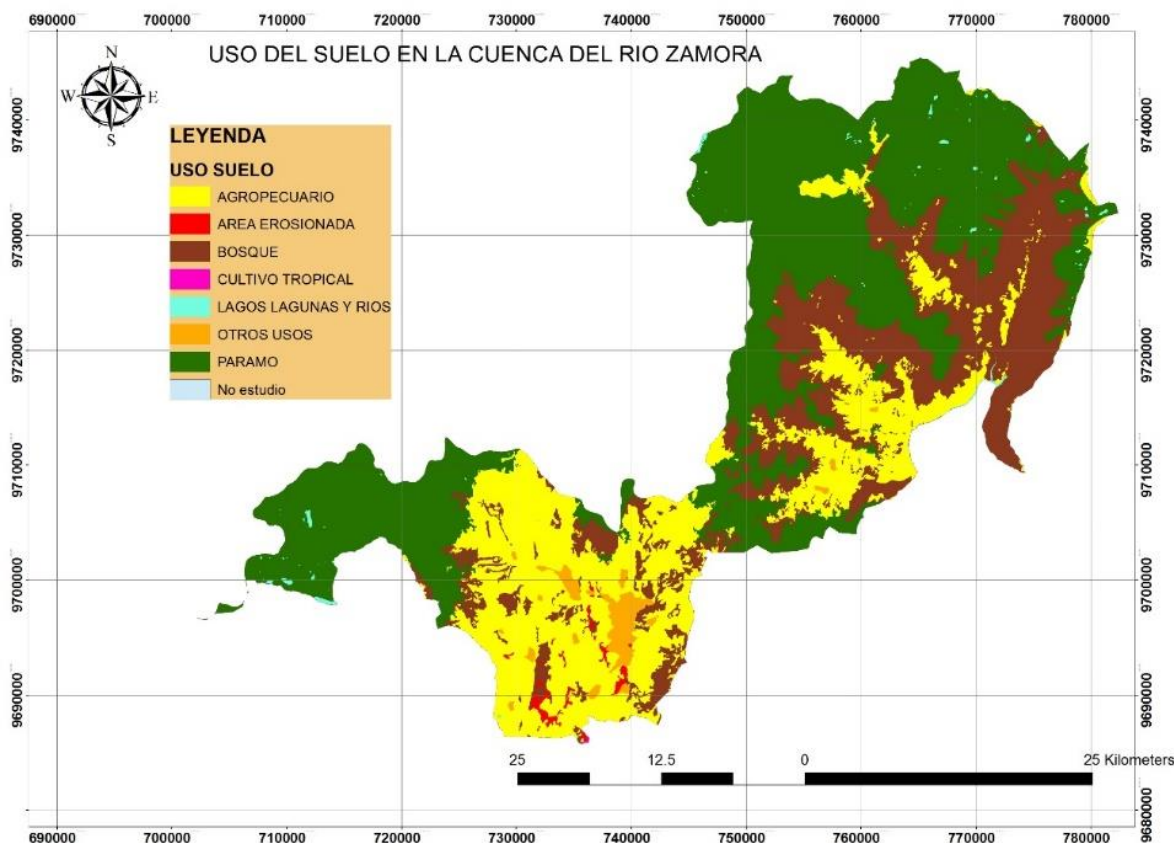 690000 700000 710000 720000 730000 740000 750000 760000 770000 780000
USO DEL SUELO EN LA CUENCA DEL RIO ZAMORA
N
W E
S
LEYENDA
USO SUELO
AGROPECUARIO
AREA EROSIONADA
BOSQUE
CULTIVO TROPICAL
LAGOS LAGUNAS Y RIOS
OTROS USOS
PARAMO
No estudio
9740000 9740000
9730000 9730000
9720000 9720000
9710000 9710000
9700000 9700000
9690000 9690000
25 12.5 0 25 Kilometers
9680000 9680000
690000 700000 710000 720000 730000 740000 750000 760000 770000 780000